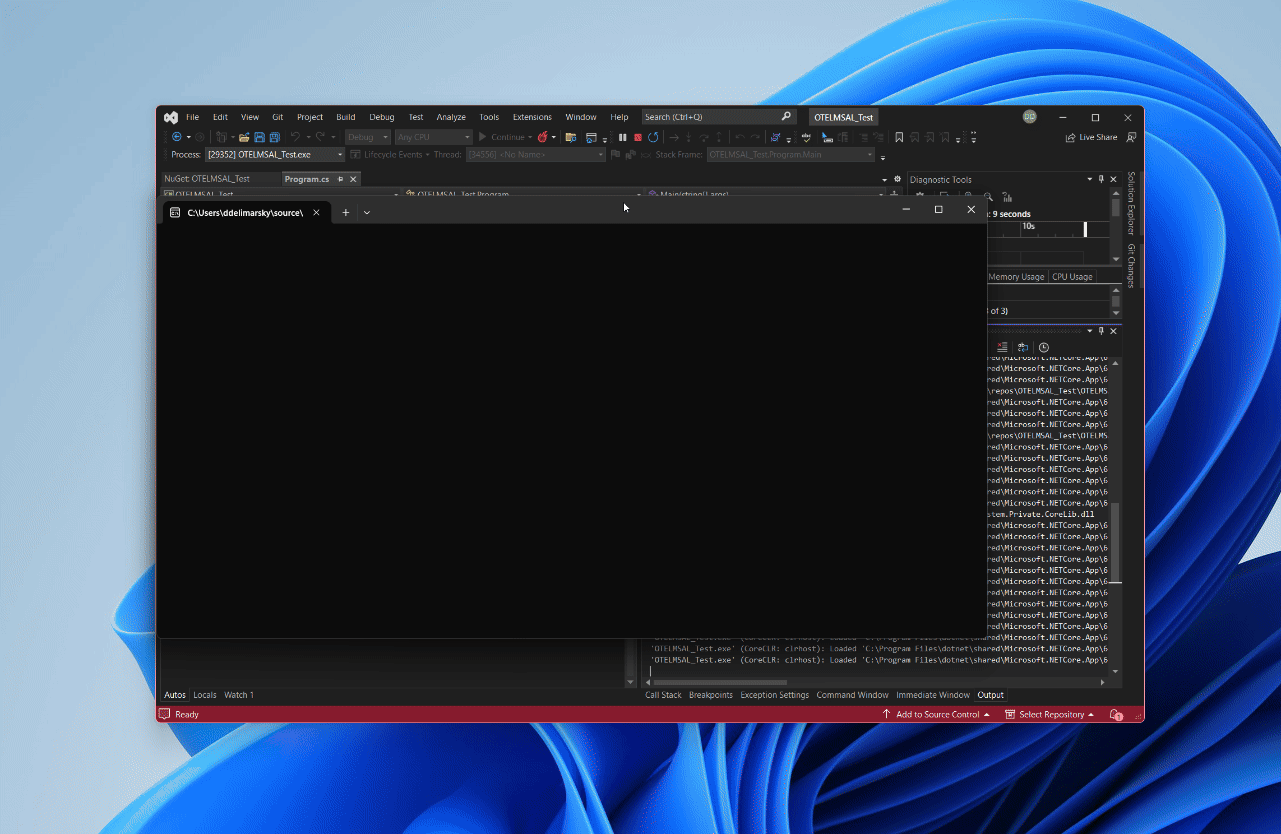 File Edit View Git Project Build Debug Test Analyze Tools Extensions Window Help Search (Ctrl+Q) OTELMSAL_Test
Debug Any CPU Continue Live Share
Process: [29352] OTELMSAL_Test.exe Lifecycle Events Thread: [34556] <No Name> Stack Frame: OTELMSAL_Test.Program.Main
NuGet: OTELMSAL_Test Program.cs Diagnostic Tools
OTELMSAL_Test OTELMSAL_Test.Program Main(string[] args)
C:\Users\ddelimarsky\source\
9 seconds
10s
Solution Explorer
Git Changes
Memory Usage CPU Usage
of 3)
red\Microsoft.NETCore.App\6
red\Microsoft.NETCore.App\6
red\Microsoft.NETCore.App\6
\repos\OTELMSAL_Test\OTELMS
red\Microsoft.NETCore.App\6
red\Microsoft.NETCore.App\6
red\Microsoft.NETCore.App\6
\repos\OTELMSAL_Test\OTELMS
red\Microsoft.NETCore.App\6
red\Microsoft.NETCore.App\6
red\Microsoft.NETCore.App\6
red\Microsoft.NETCore.App\6
red\Microsoft.NETCore.App\6
red\Microsoft.NETCore.App\6
stem.Private.CoreLib.dll
red\Microsoft.NETCore.App\6
red\Microsoft.NETCore.App\6
red\Microsoft.NETCore.App\6
red\Microsoft.NETCore.App\6
red\Microsoft.NETCore.App\6
red\Microsoft.NETCore.App\6
red\Microsoft.NETCore.App\6
red\Microsoft.NETCore.App\6
red\Microsoft.NETCore.App\6
red\Microsoft.NETCore.App\6
'OTELMSAL_Test.exe' (CoreCLR: clrhost): Loaded 'C:\Program Files\dotnet\shared\Microsoft.NETCore.App\6
'OTELMSAL_Test.exe' (CoreCLR: clrhost): Loaded 'C:\Program Files\dotnet\shared\Microsoft.NETCore.App\6
'OTELMSAL_Test.exe' (CoreCLR: clrhost): Loaded 'C:\Program Files\dotnet\shared\Microsoft.NETCore.App\6
Autos Locals Watch 1 Call Stack Breakpoints Exception Settings Command Window Immediate Window Output
Ready Add to Source Control Select Repository 1